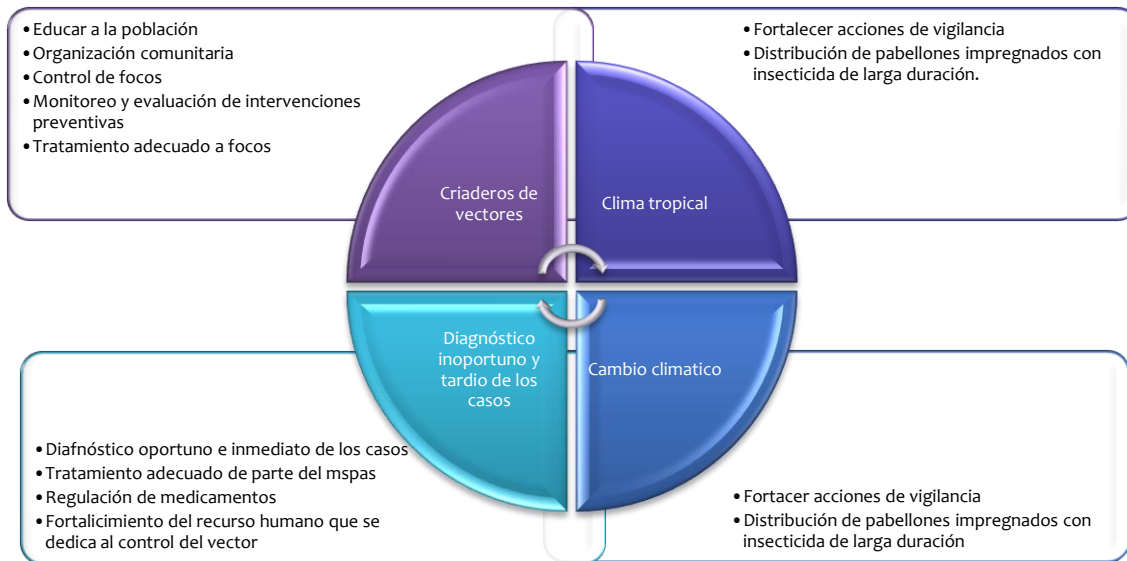 •Educar a la población
•Organización comunitaria
•Control de focos
•Monitoreo y evaluación de intervenciones
preventivas
•Tratamiento adecuado a focos
•Fortalecer acciones de vigilancia
•Distribución de pabellones impregnados con
insecticida de larga duración.
Criaderos de
vectores
Clima tropical
Diagnóstico
inoportuno y
tardio de los
casos
Cambio climatico
•Diafnóstico oportuno e inmediato de los casos
•Tratamiento adecuado de parte del mspas
•Regulación de medicamentos
•Fortalicimiento del recurso humano que se
dedica al control del vector
•Fortacer acciones de vigilancia
•Distribución de pabellones impregnados con
insecticida de larga duración